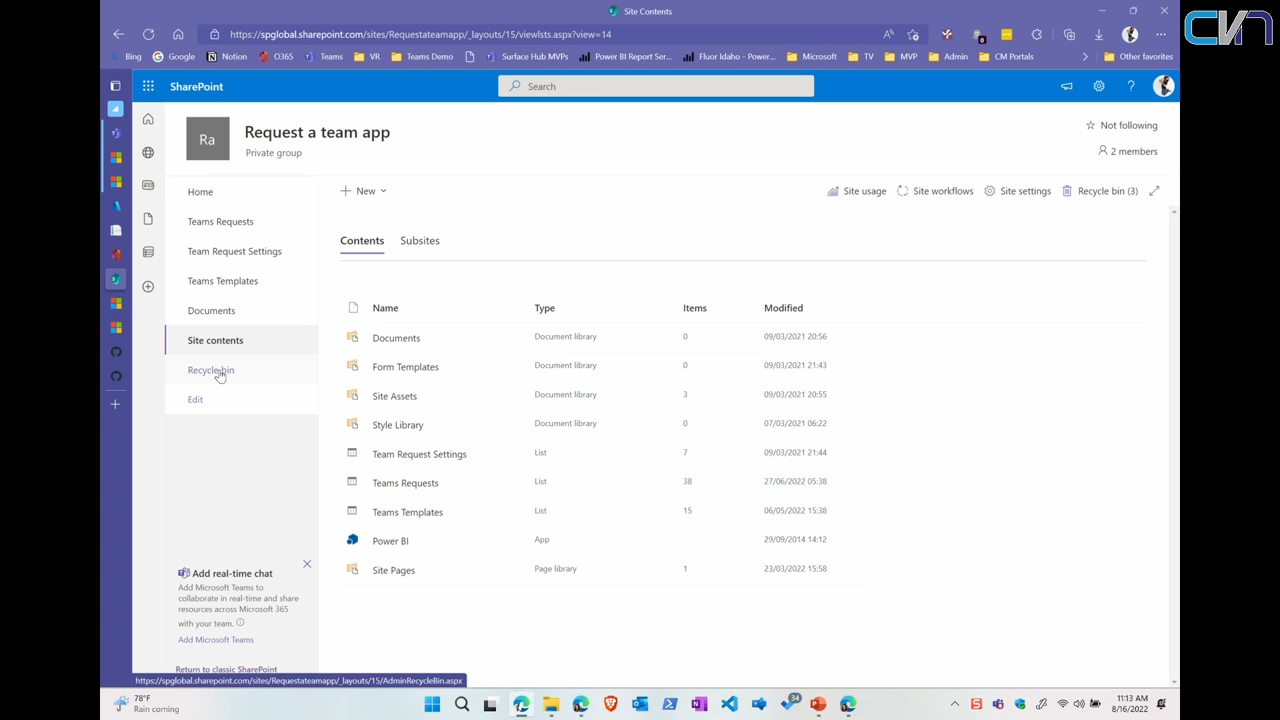 Site Contents
CVN
https://spglobal.sharepoint.com/sites/Requestateamapp/_layouts/15/viewlsts.aspx?view=14
Bing Google Notion O365 Teams VR Teams Demo Surface Hub MVPs Power BI Report Ser... Fluor Idaho - Power... Microsoft TV MVP Admin CM Portals Other favorites
SharePoint
Search
Ra
Request a team app
Private group
Not following
2 members
Home
Teams Requests
Team Request Settings
Teams Templates
Documents
Site contents
Recycle bin
Edit
New
Site usage Site workflows Site settings Recycle bin (3)
Contents Subsites
Name Type Items Modified
Documents Document library 0 09/03/2021 20:56
Form Templates Document library 0 09/03/2021 21:43
Site Assets Document library 3 09/03/2021 20:55
Style Library Document library 0 07/03/2021 06:22
Team Request Settings List 7 09/03/2021 21:44
Teams Requests List 38 27/06/2022 05:38
Teams Templates List 15 06/05/2022 15:38
Power BI App 29/09/2014 14:12
Site Pages Page library 1 23/03/2022 15:58
Add real-time chat
Add Microsoft Teams to
collaborate in real-time and share
resources across Microsoft 365
with your team.
Add Microsoft Teams
Return to classic SharePoint
https://spglobal.sharepoint.com/sites/Requestateamapp/_layouts/15/AdminRecycleBin.aspx
78°F
Rain coming
34
11:13 AM
8/16/2022